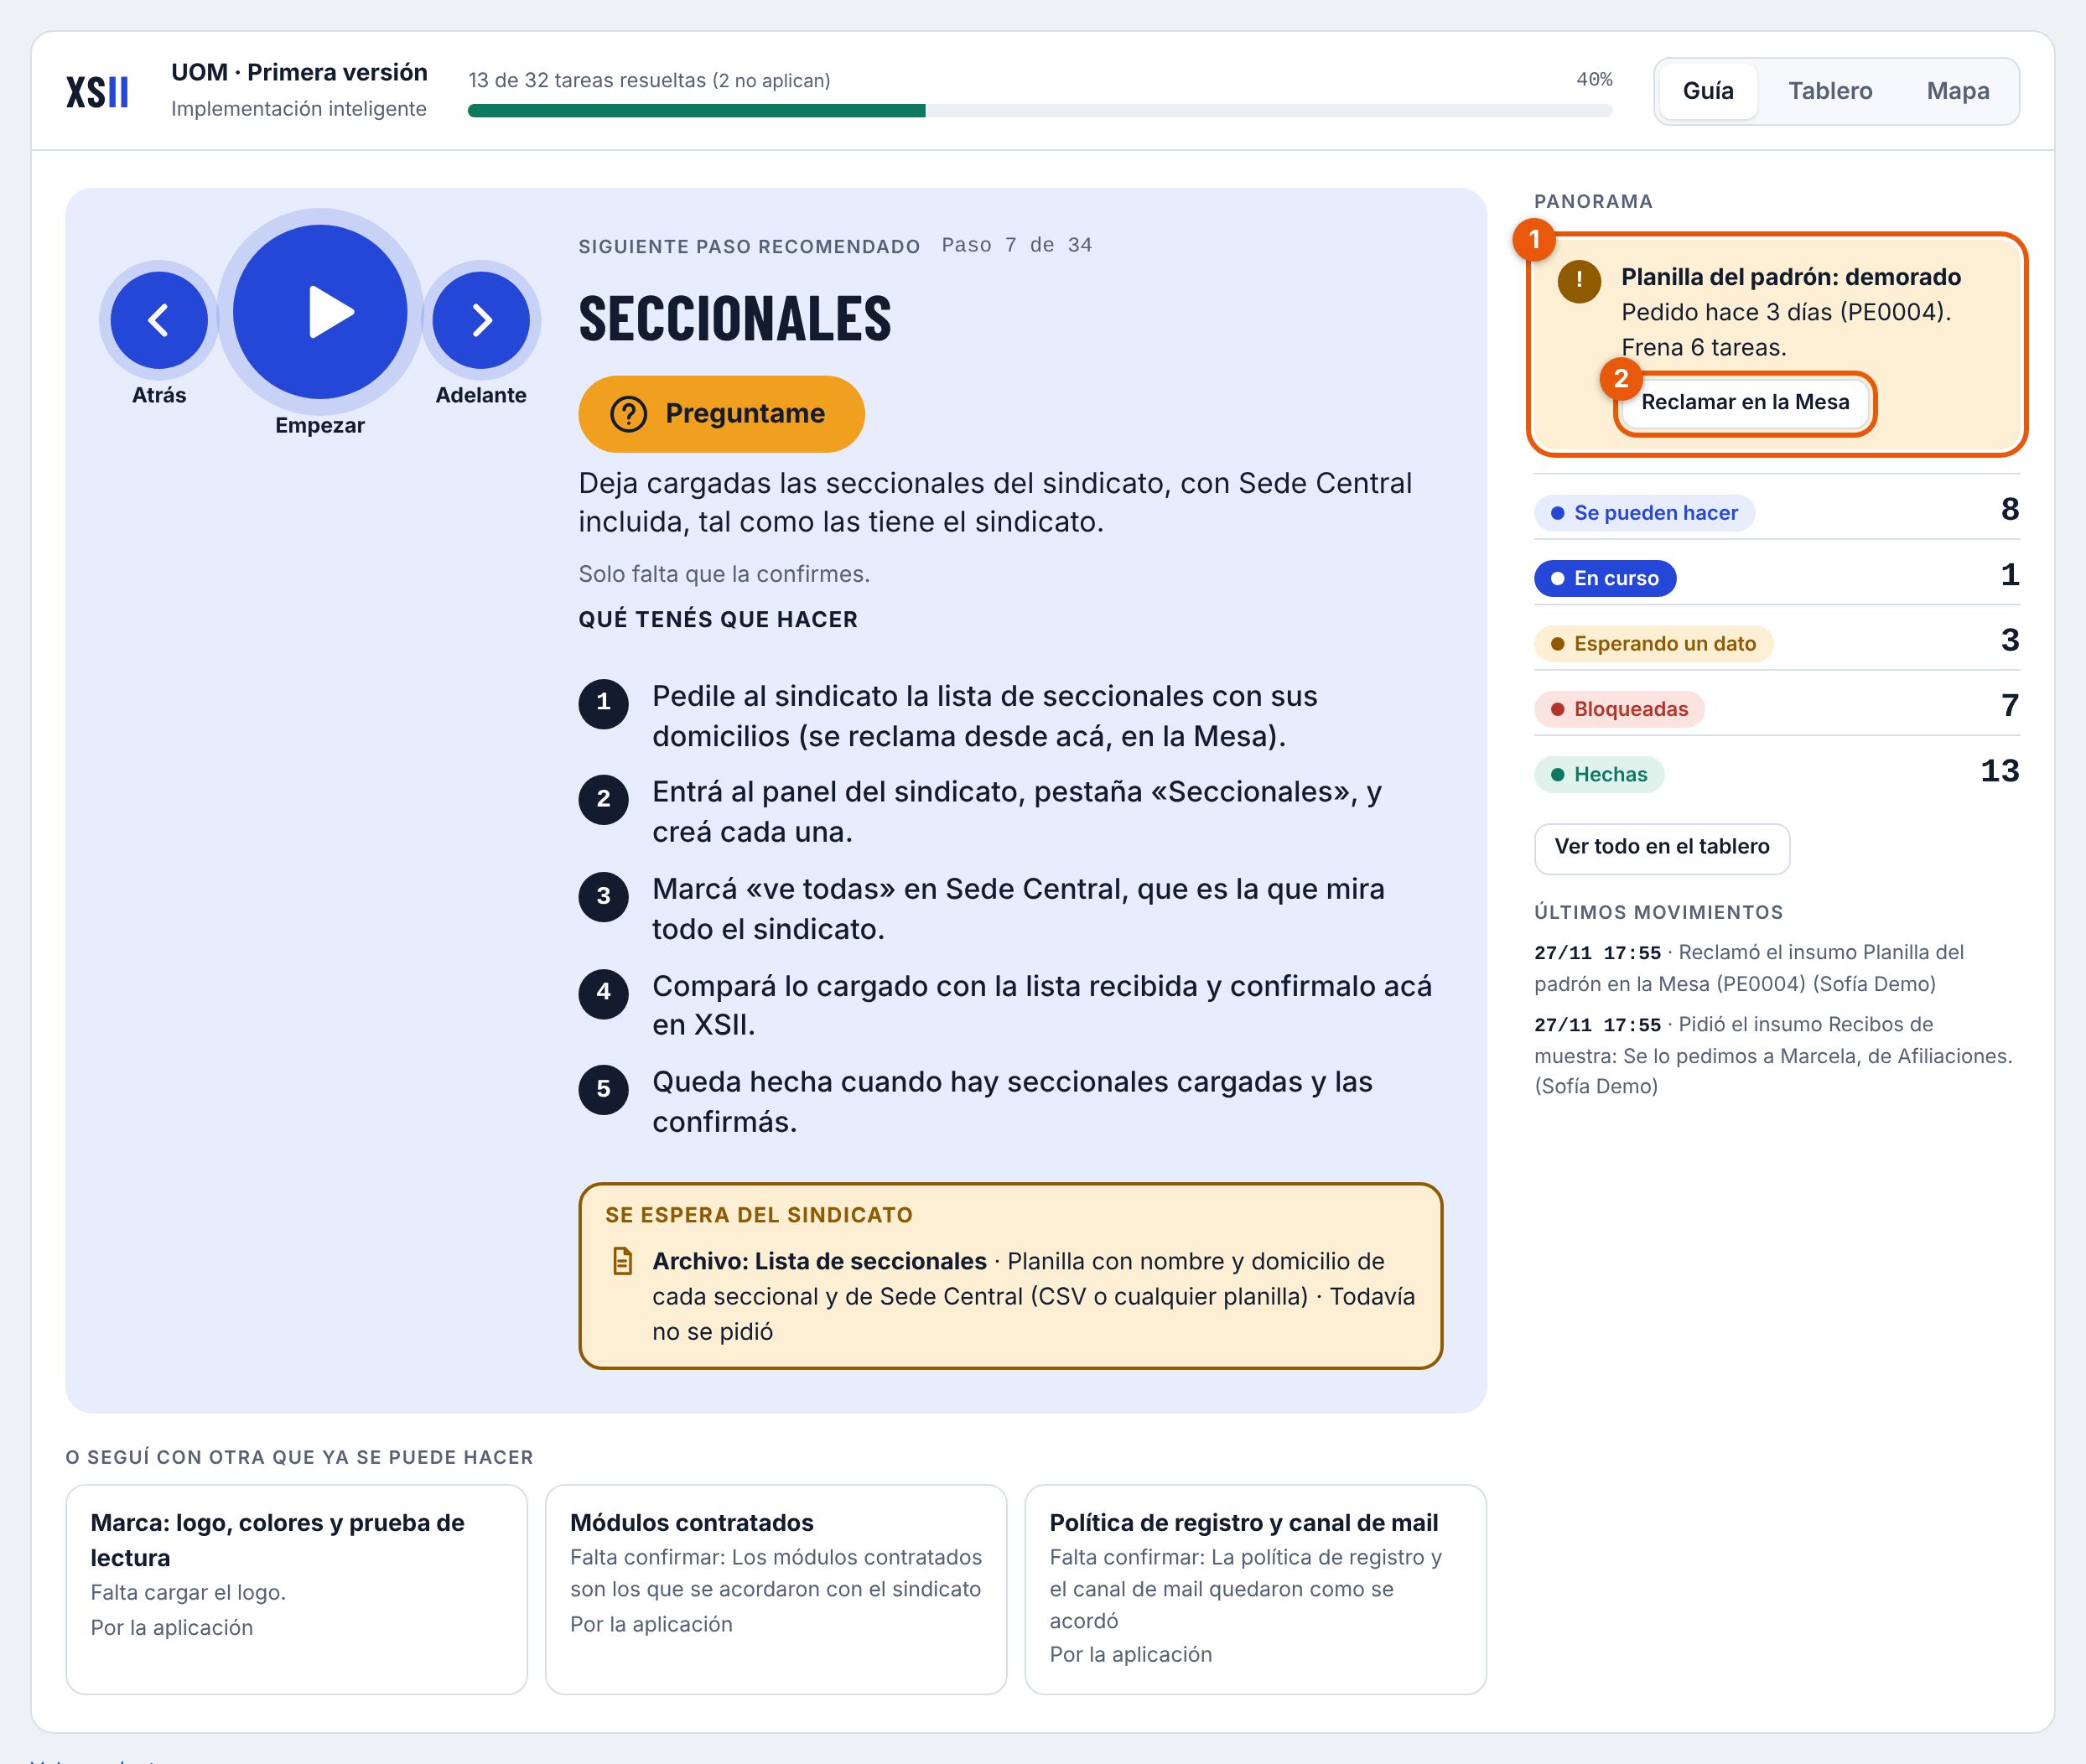 XSII
UOM · Primera versión
Implementación inteligente
13 de 32 tareas resueltas (2 no aplican)
40%
Guía
Tablero
Mapa
Atrás
Empezar
Adelante
SIGUIENTE PASO RECOMENDADO Paso 7 de 34
SECCIONALES
Preguntame
Deja cargadas las seccionales del sindicato, con Sede Central
incluida, tal como las tiene el sindicato.
Solo falta que la confirmes.
QUÉ TENÉS QUE HACER
1 Pedile al sindicato la lista de seccionales con sus
domicilios (se reclama desde acá, en la Mesa).
2 Entrá al panel del sindicato, pestaña «Seccionales», y
creá cada una.
3 Marcá «ve todas» en Sede Central, que es la que mira
todo el sindicato.
4 Compará lo cargado con la lista recibida y confirmalo acá
en XSII.
5 Queda hecha cuando hay seccionales cargadas y las
confirmás.
SE ESPERA DEL SINDICATO
Archivo: Lista de seccionales · Planilla con nombre y domicilio de
cada seccional y de Sede Central (CSV o cualquier planilla) · Todavía
no se pidió
O SEGUÍ CON OTRA QUE YA SE PUEDE HACER
Marca: logo, colores y prueba de
lectura
Falta cargar el logo.
Por la aplicación
Módulos contratados
Falta confirmar: Los módulos contratados
son los que se acordaron con el sindicato
Por la aplicación
Política de registro y canal de mail
Falta confirmar: La política de registro y
el canal de mail quedaron como se
acordó
Por la aplicación
PANORAMA
1
! Planilla del padrón: demorado
Pedido hace 3 días (PE0004).
Frena 6 tareas.
2
Reclamar en la Mesa
Se pueden hacer 8
En curso 1
Esperando un dato 3
Bloqueadas 7
Hechas 13
Ver todo en el tablero
ÚLTIMOS MOVIMIENTOS
27/11 17:55 · Reclamó el insumo Planilla del
padrón en la Mesa (PE0004) (Sofía Demo)
27/11 17:55 · Pidió el insumo Recibos de
muestra: Se lo pedimos a Marcela, de Afiliaciones.
(Sofía Demo)